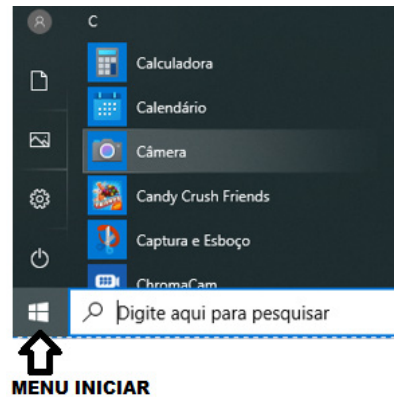 C
Calculadora
Calendário
Câmera
Candy Crush Friends
Captura e Esboço
ChromaCam
Digite aqui para pesquisar
MENU INICIAR